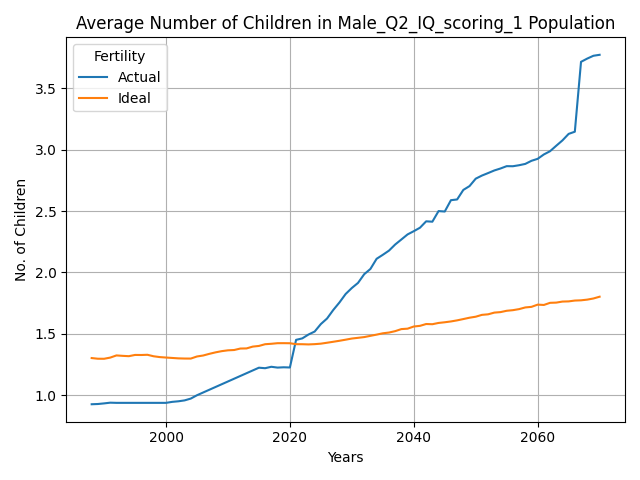 Average Number of Children in Male_Q2_IQ_scoring_1 Population
Fertility
Actual
Ideal
No. of Children
3.5
3.0
2.5
2.0
1.5
1.0
2000 2020 2040 2060
Years